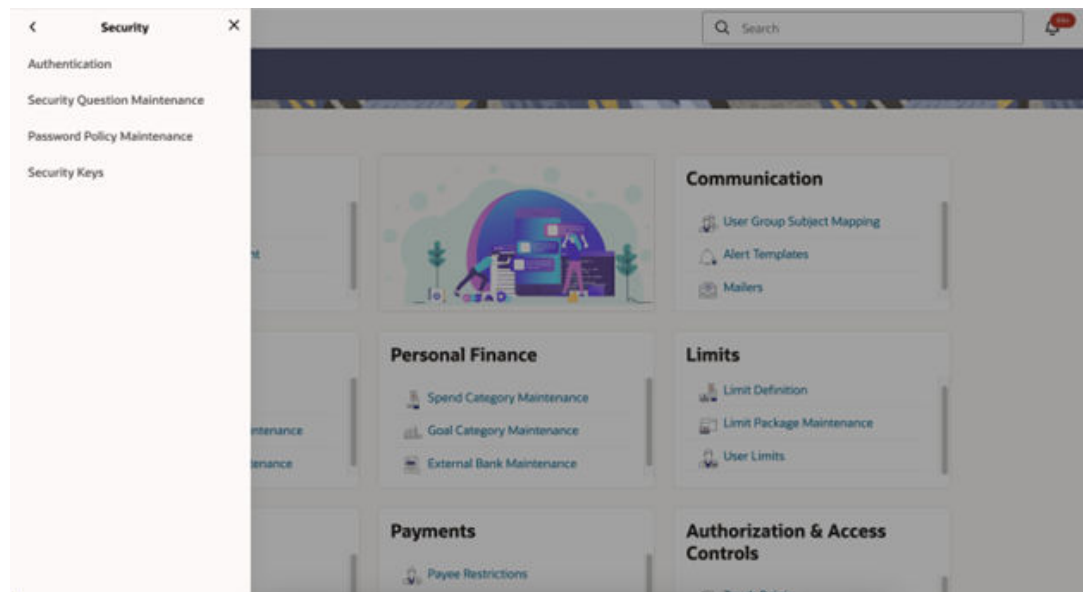 Security
Authentication
Security Question Maintenance
Password Policy Maintenance
Security Keys
Search
Communication
User Group Subject Mapping
Alert Templates
Mailers
Personal Finance
Spend Category Maintenance
Goal Category Maintenance
External Bank Maintenance
Limits
Limit Definition
Limit Package Maintenance
User Limits
Payments
Payee Restrictions
Authorization & Access
Controls